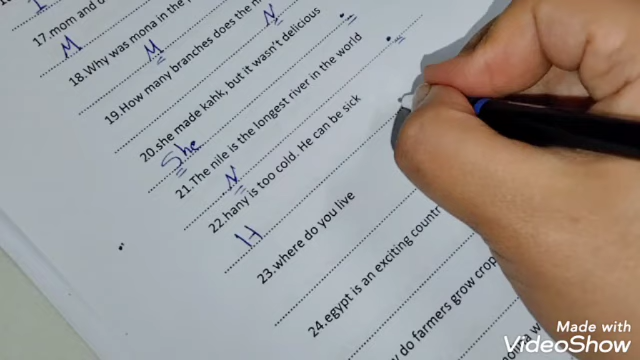 17.mom and
M
18.Why was mona in the
M N
19.How many branches does the
20.she made kahk, but it wasn't delicious
She .
21.The nile is the longest river in the world
N .
22.hany is too cold. He can be sick
H
23.where do you live
24.egypt is an exciting
do farmers grow
Made with
VideoShow